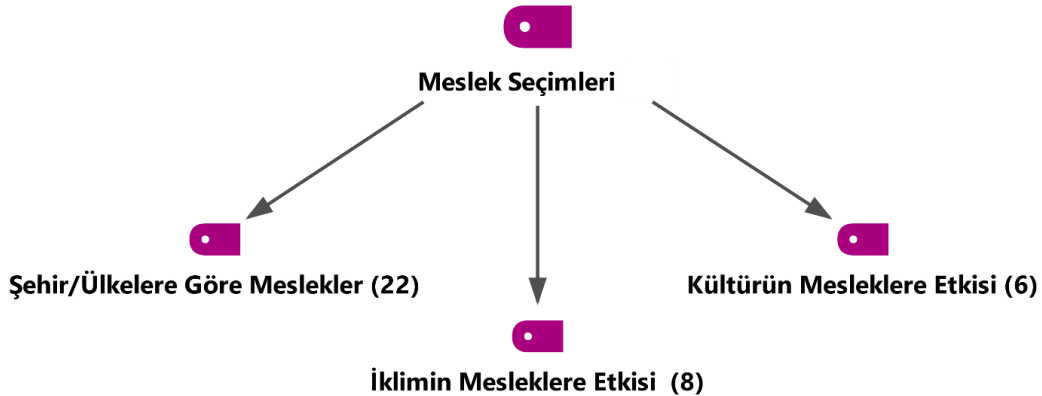 Meslek Seçimleri
Şehir/Ülkelere Göre Meslekler (22)
Kültürün Mesleklere Etkisi (6)
İklimin Mesleklere Etkisi (8)